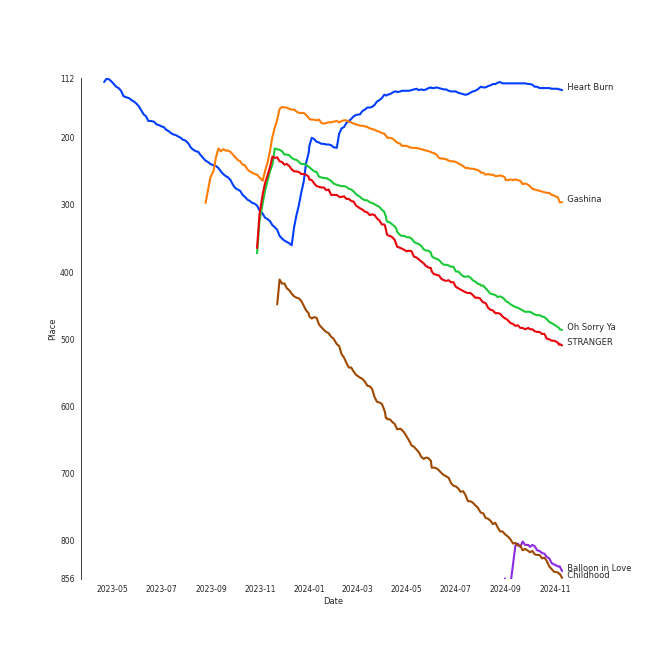 112
Heart Burn
200
Gashina
300
400
Oh Sorry Ya
Place
500
STRANGER
600
700
800
Balloon in Love
856
Childhood
2023-05 2023-07 2023-09 2023-11 2024-01 2024-03 2024-05 2024-07 2024-09 2024-11
Date